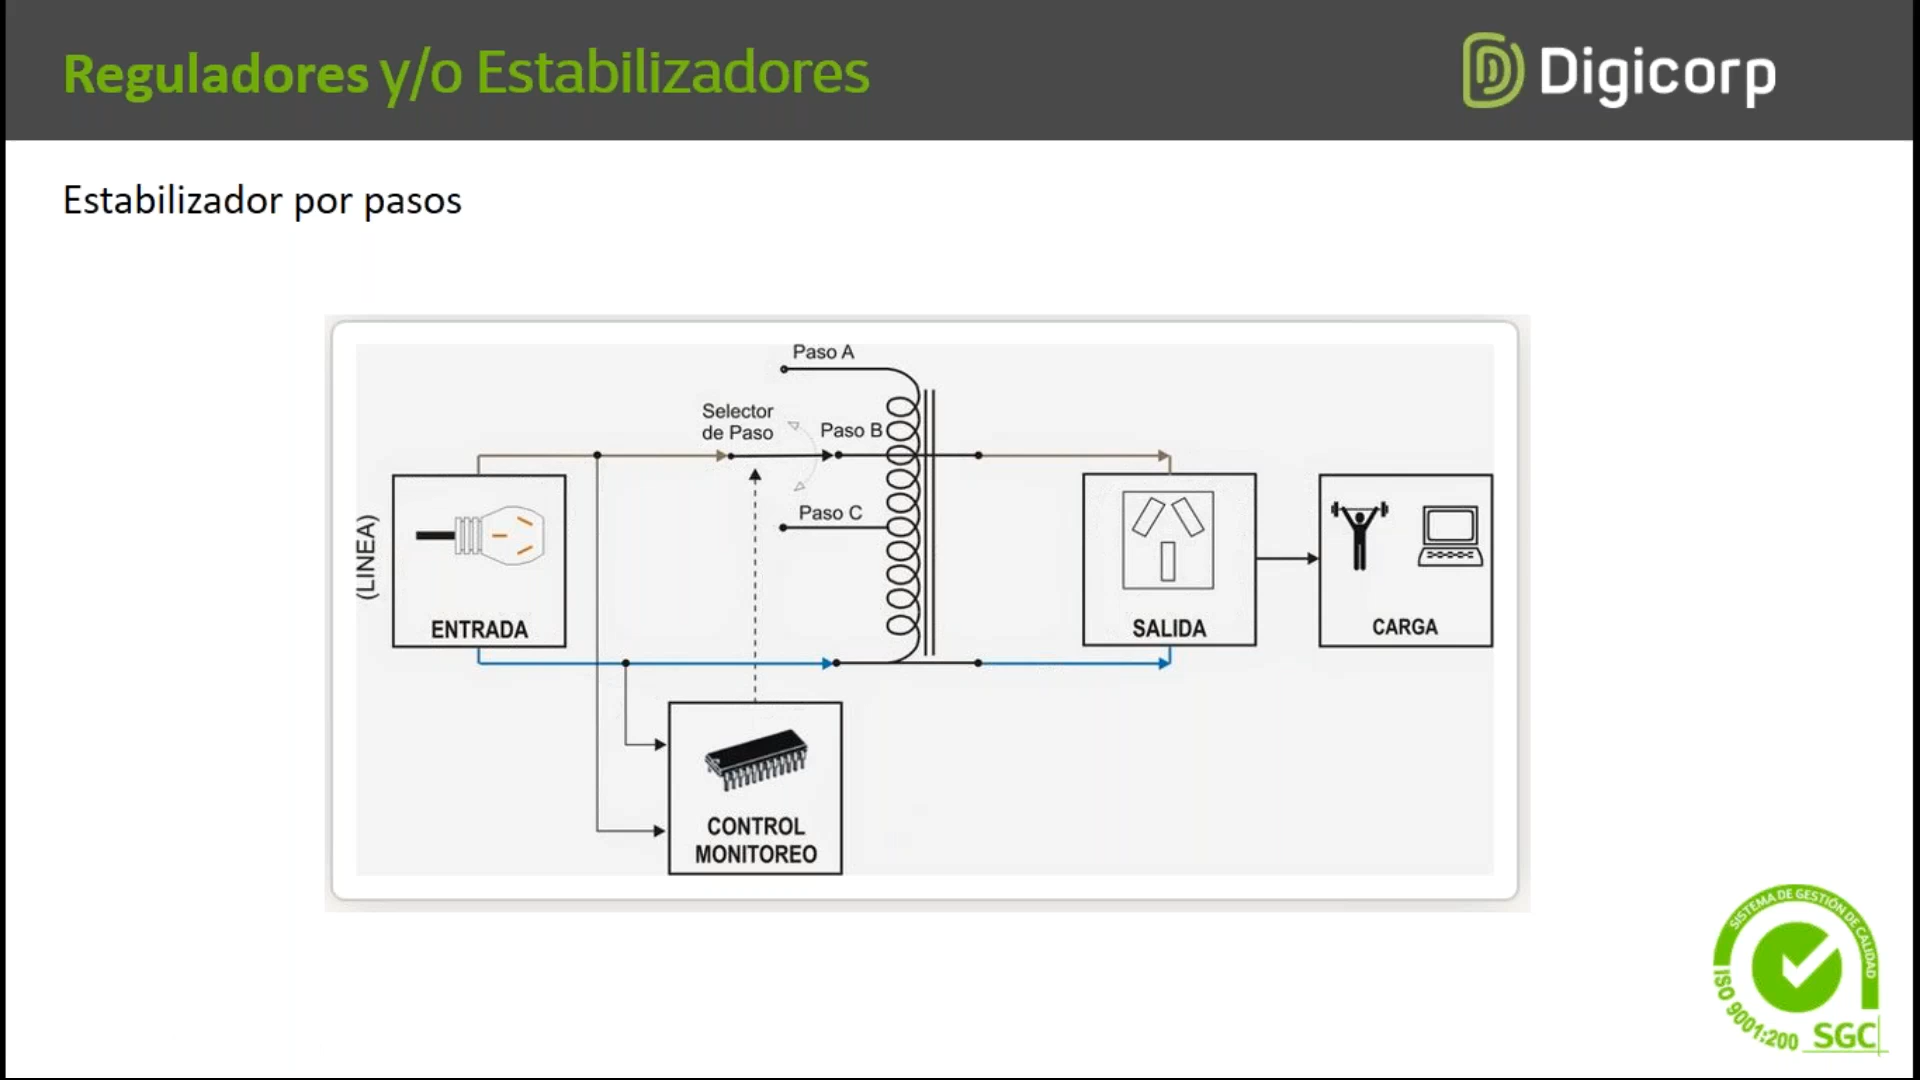 Reguladores y/o Estabilizadores
Digicorp
Estabilizador por pasos
Paso A
Selector
de Paso
Paso B
Paso C
(LINEA)
ENTRADA
SALIDA
CARGA
CONTROL
MONITOREO
SISTEMA DE GESTIÓN DE CALIDAD
ISO 9001:200
SGC